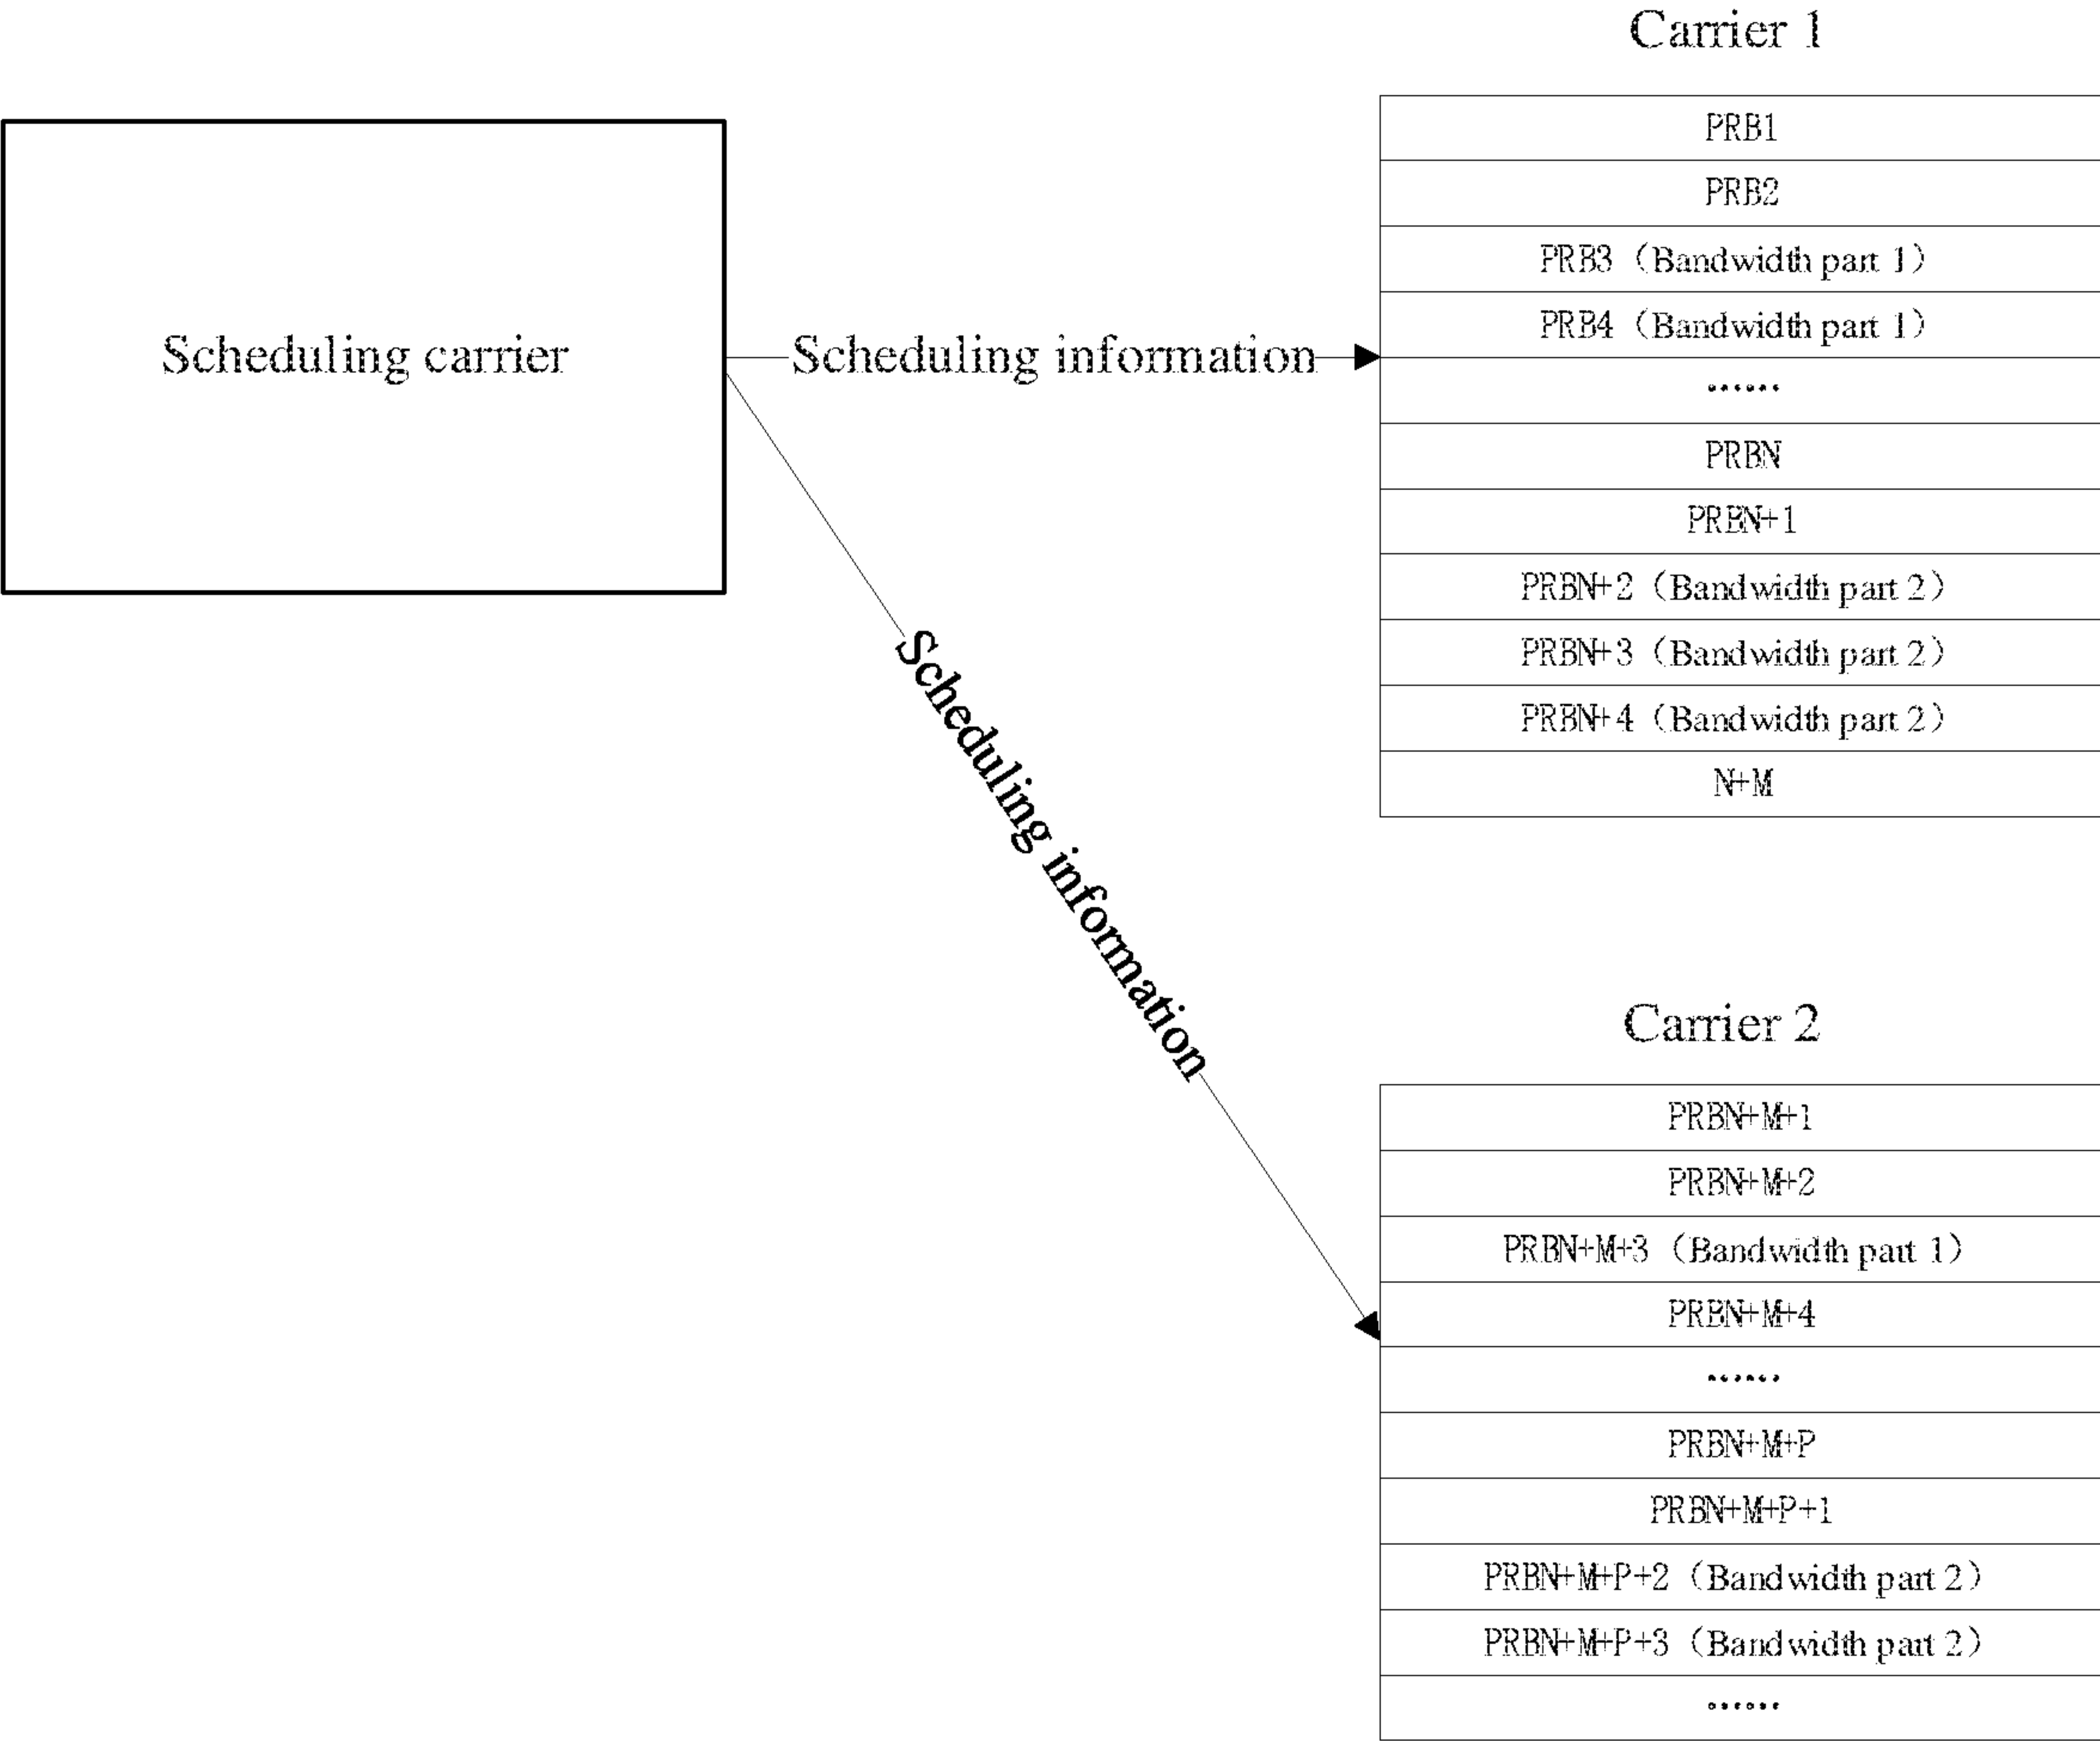 Carrier 1
PRB1
PRB2
PRB3（Bandwidth part 1）
PRB4（Bandwidth part 1）
Scheduling carrier
Scheduling information
······
PRBN
PRBN+1
PRBN+2（Bandwidth part 2）
PRBN+3（Bandwidth part 2）
PRBN+4（Bandwidth part 2）
N+M
Scheduling information
Carrier 2
PRBN+M+1
PRBN+M+2
PRBN+M+3（Bandwidth part 1）
PRBN+M+4
······
PRBN+M+P
PRBN+M+P+1
PRBN+M+P+2（Bandwidth part 2）
PRBN+M+P+3（Bandwidth part 2）
······